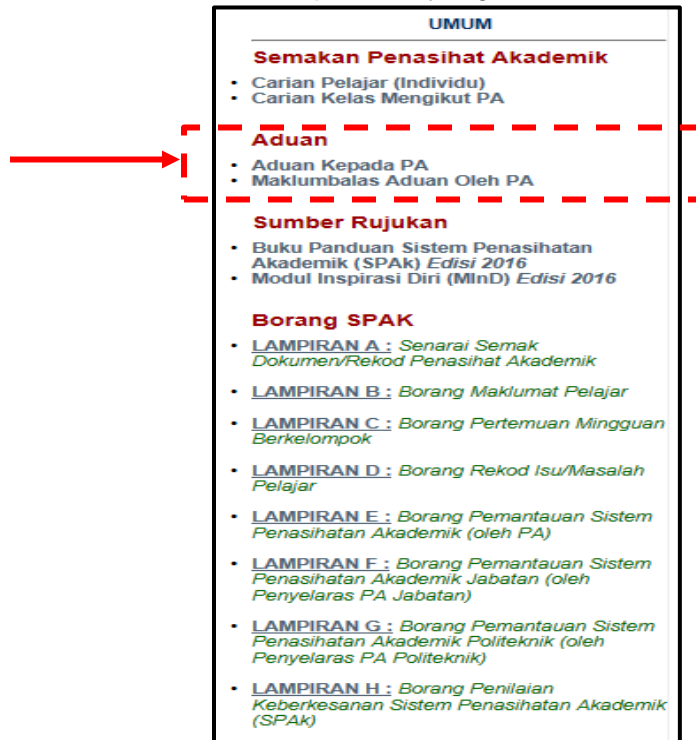 UMUM
Semakan Penasihat Akademik
• Carian Pelajar (Individu)
• Carian Kelas Mengikut PA
Aduan
• Aduan Kepada PA
• Maklumbalas Aduan Oleh PA
Sumber Rujukan
• Buku Panduan Sistem Penasihatan
Akademik (SPAk) Edisi 2016
• Modul Inspirasi Diri (MInD) Edisi 2016
Borang SPAK
• LAMPIRAN A : Senarai Semak
Dokumen/Rekod Penasihat Akademik
• LAMPIRAN B : Borang Maklumat Pelajar
• LAMPIRAN C : Borang Pertemuan Mingguan
Berkelompok
• LAMPIRAN D : Borang Rekod Isu/Masalah
Pelajar
• LAMPIRAN E : Borang Pemantauan Sistem
Penasihatan Akademik (oleh PA)
• LAMPIRAN F : Borang Pemantauan Sistem
Penasihatan Akademik Jabatan (oleh
Penyelaras PA Jabatan)
• LAMPIRAN G : Borang Pemantauan Sistem
Penasihatan Akademik Politeknik (oleh
Penyelaras PA Politeknik)
• LAMPIRAN H : Borang Penilaian
Keberkesanan Sistem Penasihatan Akademik
(SPAk)